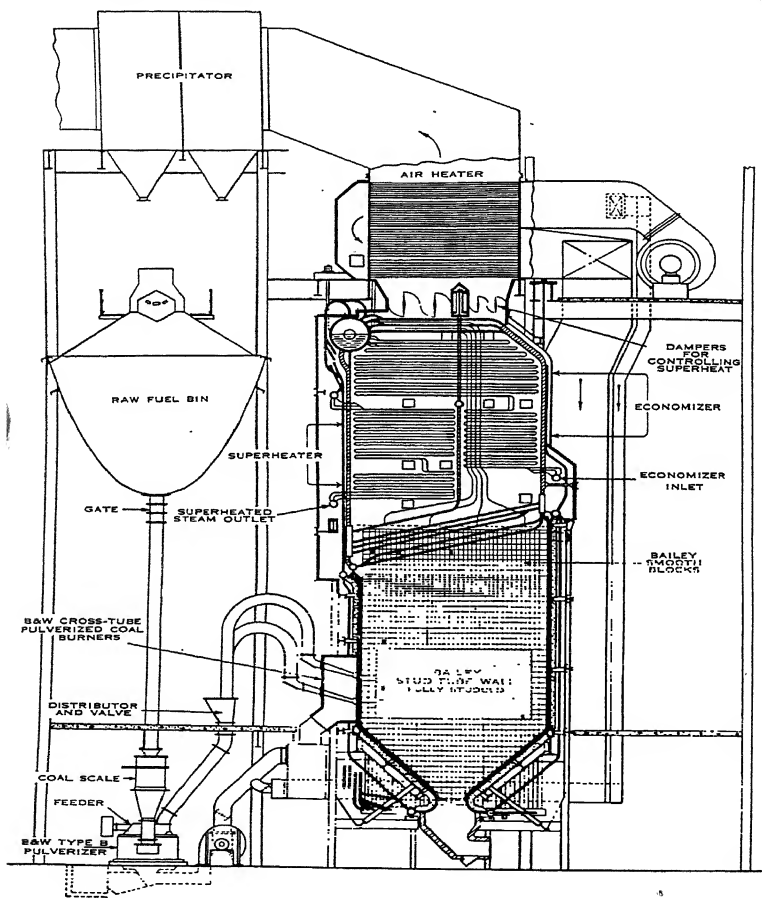 PRECIPITATOR
AIR HEATER
DAMPERS
FOR
CONTROLLING
SUPERHEAT
RAW FUEL BIN
ECONOMIZER
SUPERHEATER
ECONOMIZER
INLET
GATE
SUPERHEATED
STEAM OUTLET
BAILEY
SMOOTH
BLOCKS
B&W CROSS-TUBE
PULVERIZED COAL
BURNERS
BAILEY
STUD TUBE WALL
FULLY STUDDED
DISTRIBUTOR
AND VALVE
COAL SCALE
FEEDER
B&W TYPE B
PULVERIZER